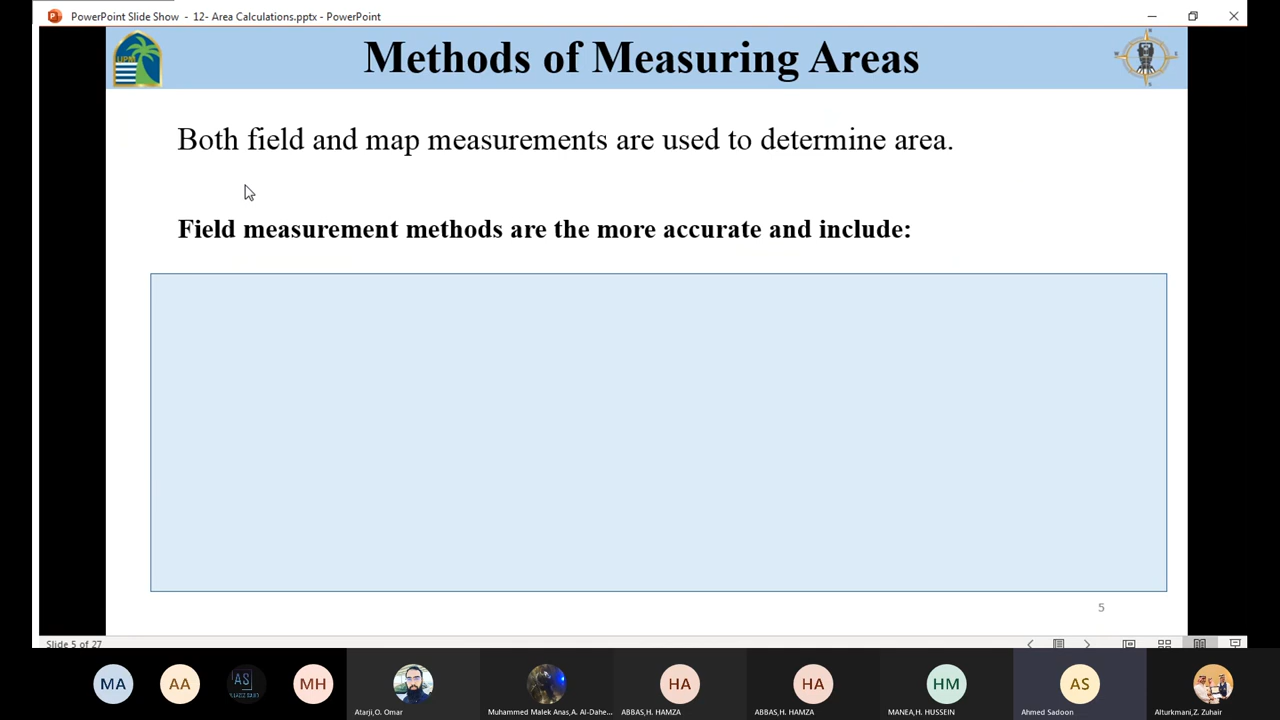 PowerPoint Slide Show - 12- Area Calculations.pptx - PowerPoint
UPM
Methods of Measuring Areas
Both field and map measurements are used to determine area.
Field measurement methods are the more accurate and include:
5
Slide 5 of 27
MA
AA
AS
MH
HA
HA
HM
AS
Atarji,O. Omar
Muhammed Malek Anas,A. Al-Dahe...
ABBAS,H. HAMZA
ABBAS,H. HAMZA
MANEA,H. HUSSEIN
Ahmed Sadoon
Alturkmani,Z. Zuhair